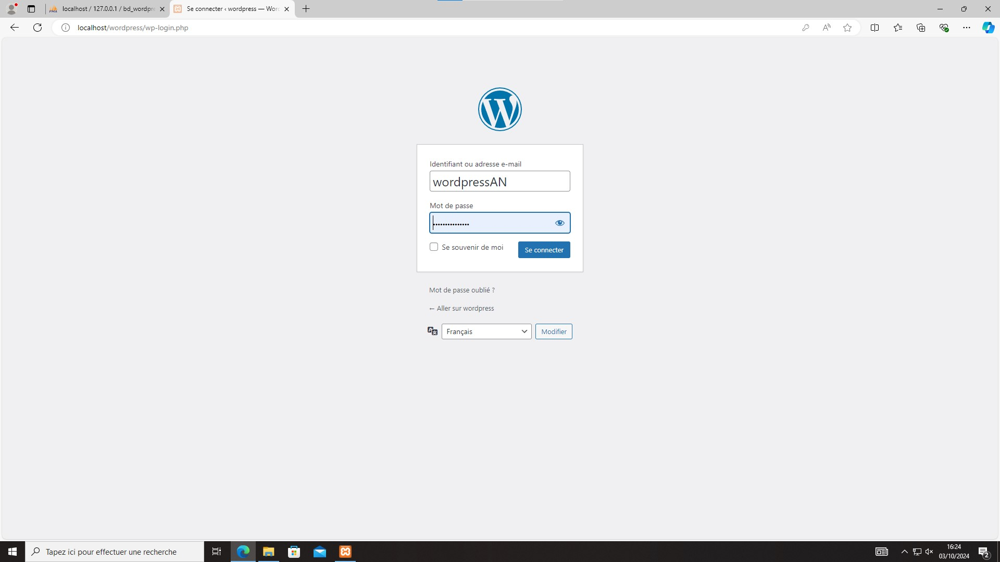 localhost / 127.0.0.1 / bd_wordpre
Se connecter ‹ wordpress — Wor
localhost/wordpress/wp-login.php
Identifiant ou adresse e-mail
wordpressAN
Mot de passe
Se souvenir de moi
Se connecter
Mot de passe oublié ?
← Aller sur wordpress
Français
Modifier
Tapez ici pour effectuer une recherche
16:24
03/10/2024
2